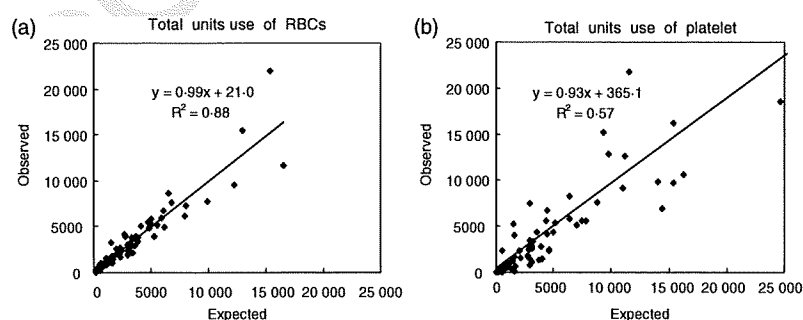 (a)
Total units use of RBCs
25 000
20 000
15 000
10 000
5000
0
Observed
y = 0·99x + 21·0
R² = 0·88
0 5000 10 000 15 000 20 000 25 000
Expected
(b)
Total units use of platelet
25 000
20 000
15 000
10 000
5000
0
Observed
y = 0·93x + 365·1
R² = 0·57
0 5000 10 000 15 000 20 000 25 000
Expected